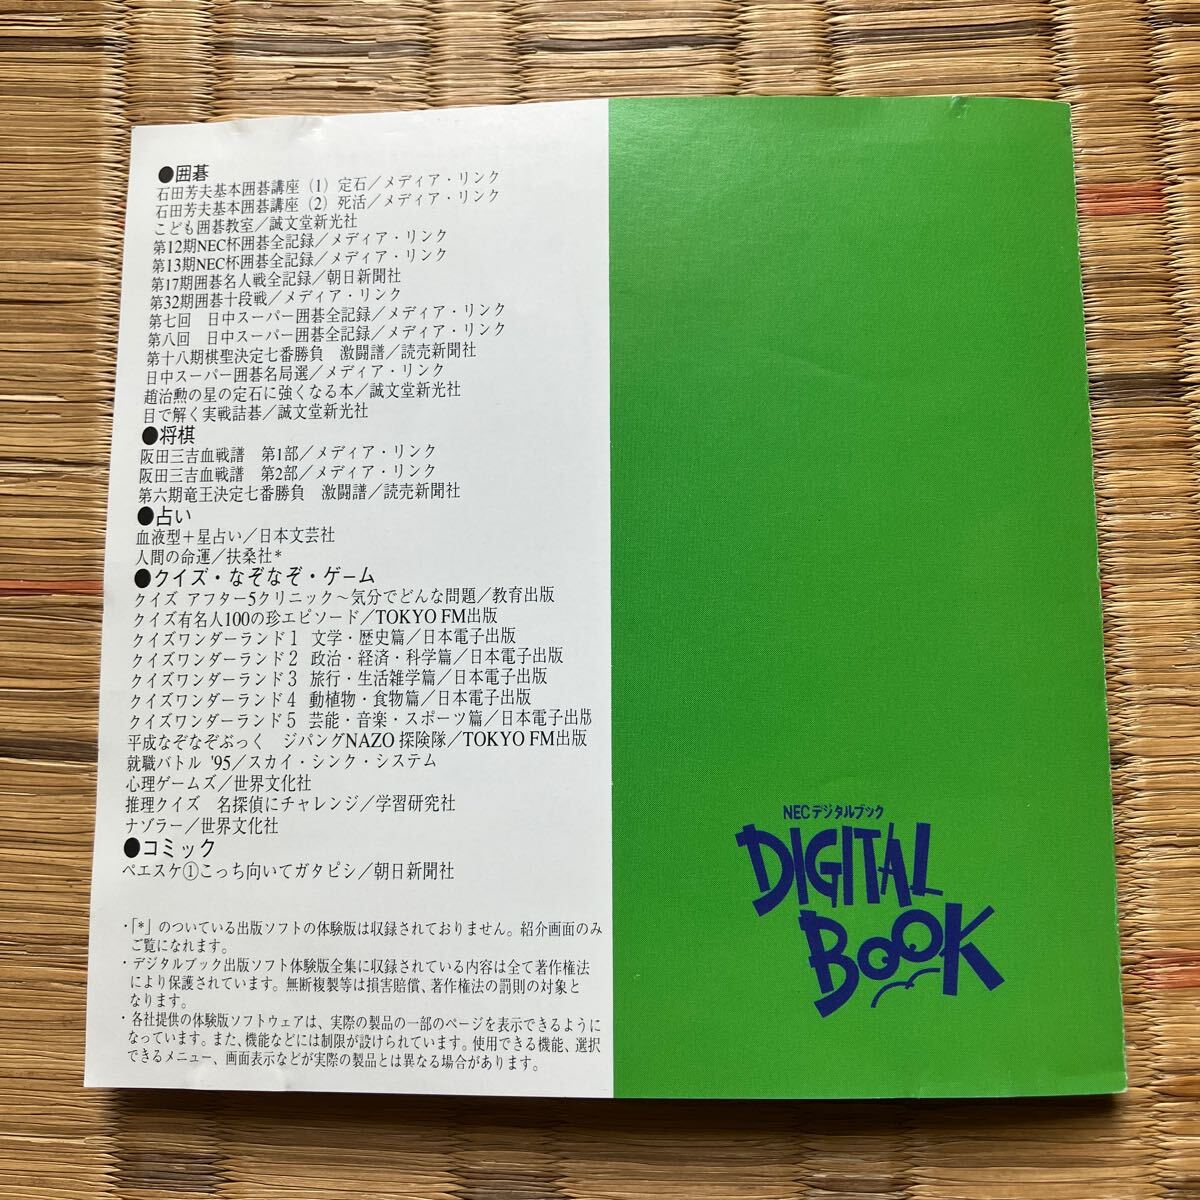 ●囲碁
石田芳夫基本囲碁講座（1）定石／メディア・リンク
石田芳夫基本囲碁講座（2）死活／メディア・リンク
こども囲碁教室／誠文堂新光社
第12期NEC杯囲碁全記録／メディア・リンク
第13期NEC杯囲碁全記録／メディア・リンク
第17期囲碁名人戦全記録／朝日新聞社
第32期囲碁十段戦／メディア・リンク
第七回　日中スーパー囲碁全記録／メディア・リンク
第八回　日中スーパー囲碁全記録／メディア・リンク
第十八期棋聖決定七番勝負　激闘譜／読売新聞社
日中スーパー囲碁名局選／メディア・リンク
趙治勲の星の定石に強くなる本／誠文堂新光社
目で解く実戦詰碁／誠文堂新光社
●将棋
阪田三吉血戦譜　第1部／メディア・リンク
阪田三吉血戦譜　第2部／メディア・リンク
第六期竜王決定七番勝負　激闘譜／読売新聞社
●占い
血液型＋星占い／日本文芸社
人間の命運／扶桑社*
●クイズ・なぞなぞ・ゲーム
クイズ アフター5クリニック～気分でどんな問題／教育出版
クイズ有名人100の珍エピソード／TOKYO FM出版
クイズワンダーランド1　文学・歴史篇／日本電子出版
クイズワンダーランド2　政治・経済・科学篇／日本電子出版
クイズワンダーランド3　旅行・生活雑学篇／日本電子出版
クイズワンダーランド4　動植物・食物篇／日本電子出版
クイズワンダーランド5　芸能・音楽・スポーツ篇／日本電子出版
平成なぞなぞぶっく　ジパングNAZO 探険隊／TOKYO FM出版
就職バトル '95／スカイ・シンク・システム
心理ゲームズ／世界文化社
推理クイズ　名探偵にチャレンジ／学習研究社
ナゾラー／世界文化社
●コミック
ペエスケ①こっち向いてガタピシ／朝日新聞社
・「*」のついている出版ソフトの体験版は収録されておりません。紹介画面のみ
ご覧になれます。
・デジタルブック出版ソフト体験版全集に収録されている内容は全て著作権法
により保護されています。無断複製等は損害賠償、著作権法の罰則の対象と
なります。
・各社提供の体験版ソフトウェアは、実際の製品の一部のページを表示できるように
なっています。また、機能などには制限が設けられています。使用できる機能、選択
できるメニュー、画面表示などが実際の製品とは異なる場合があります。
NECデジタルブック
DIGITAL
BOOK